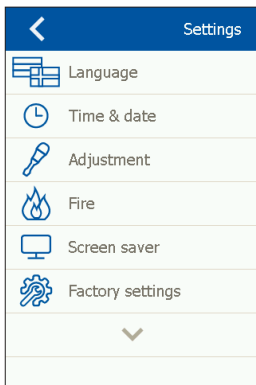 Settings
Language
Time & date
Adjustment
Fire
Screen saver
Factory settings